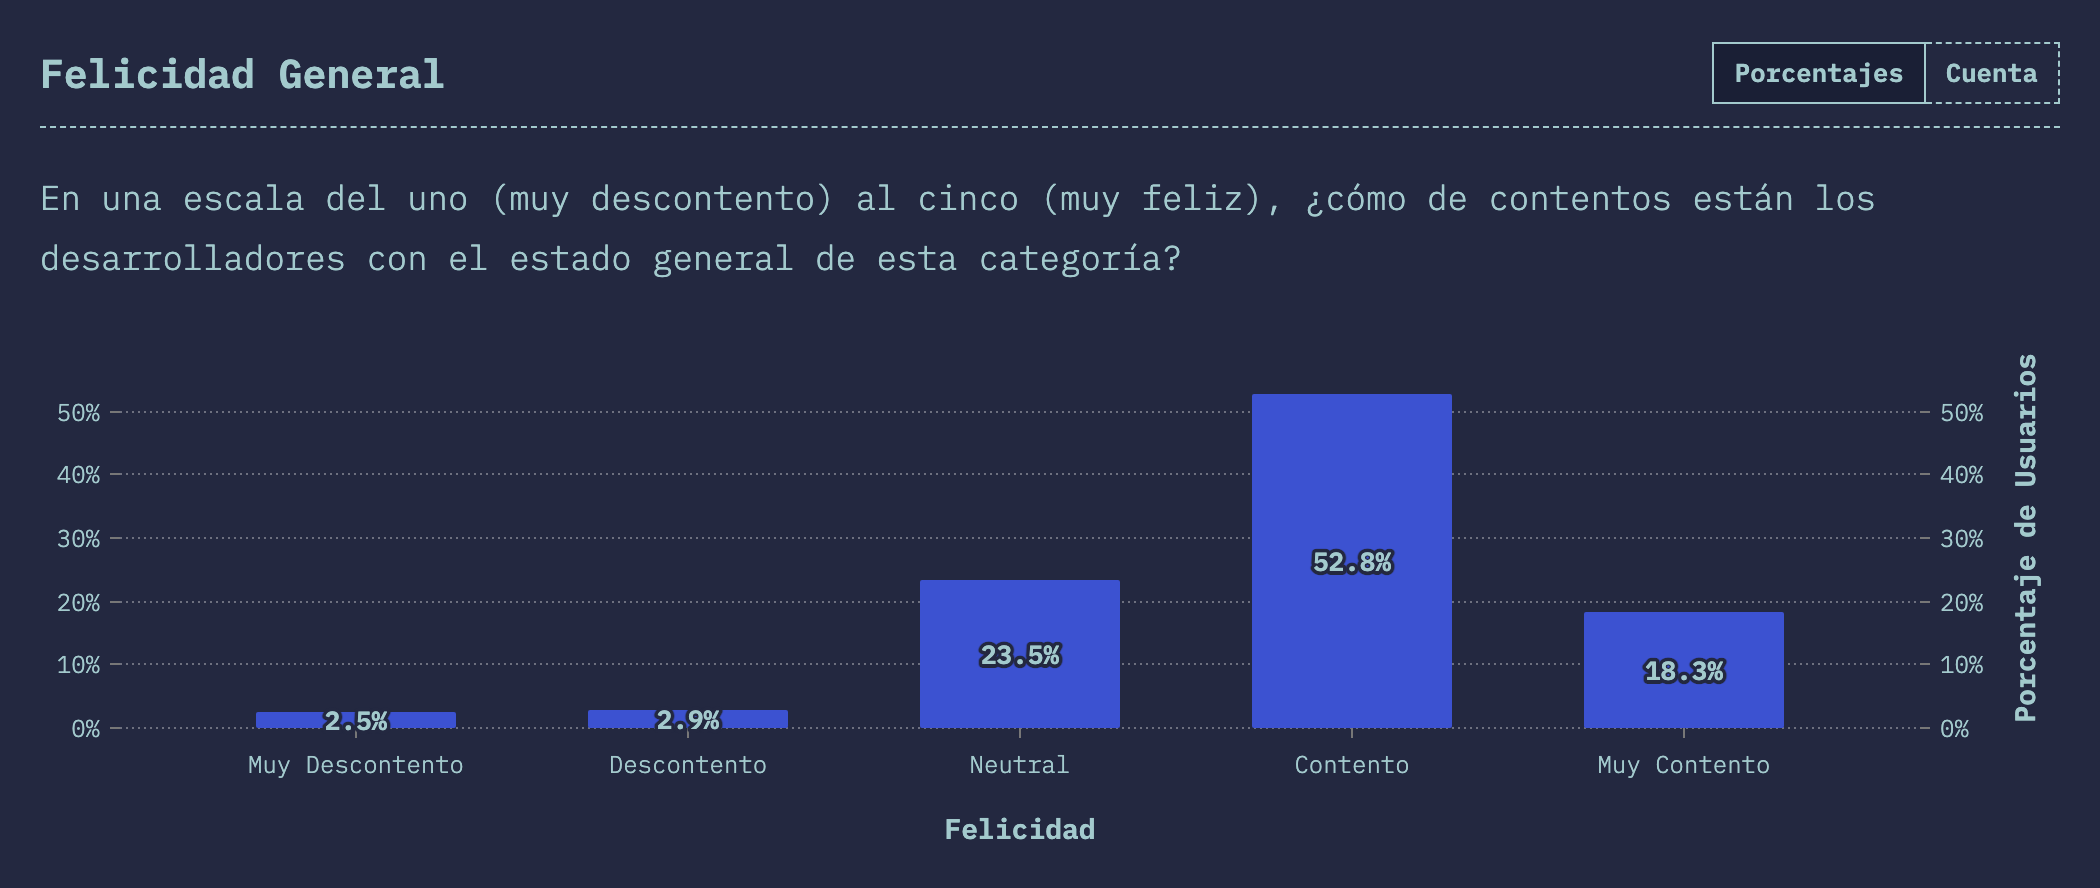 Felicidad General
Porcentajes
Cuenta
En una escala del uno (muy descontento) al cinco (muy feliz), ¿cómo de contentos están los
desarrolladores con el estado general de esta categoría?
50%
40%
30%
20%
10%
0%
2.5%
2.9%
23.5%
52.8%
18.3%
50%
40%
30%
20%
10%
0%
Porcentaje de Usuarios
Muy Descontento
Descontento
Neutral
Contento
Muy Contento
Felicidad